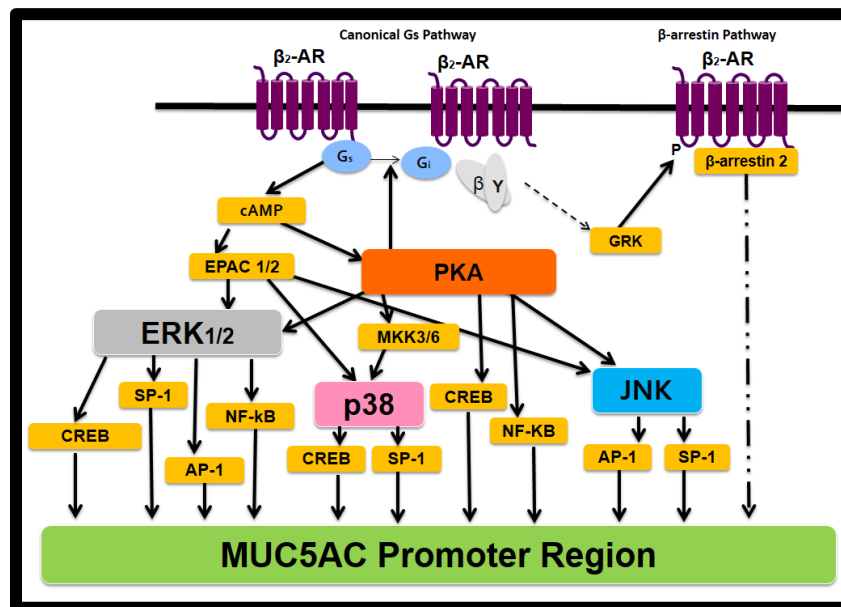 Canonical Gs Pathway
β-arrestin Pathway
β₂-AR
β₂-AR
β₂-AR
Gs
Gi
β
Y
P
β-arrestin 2
cAMP
GRK
EPAC 1/2
PKA
ERK1/2
MKK3/6
SP-1
p38
CREB
JNK
NF-kB
CREB
NF-KB
AP-1
CREB
SP-1
AP-1
SP-1
MUC5AC Promoter Region